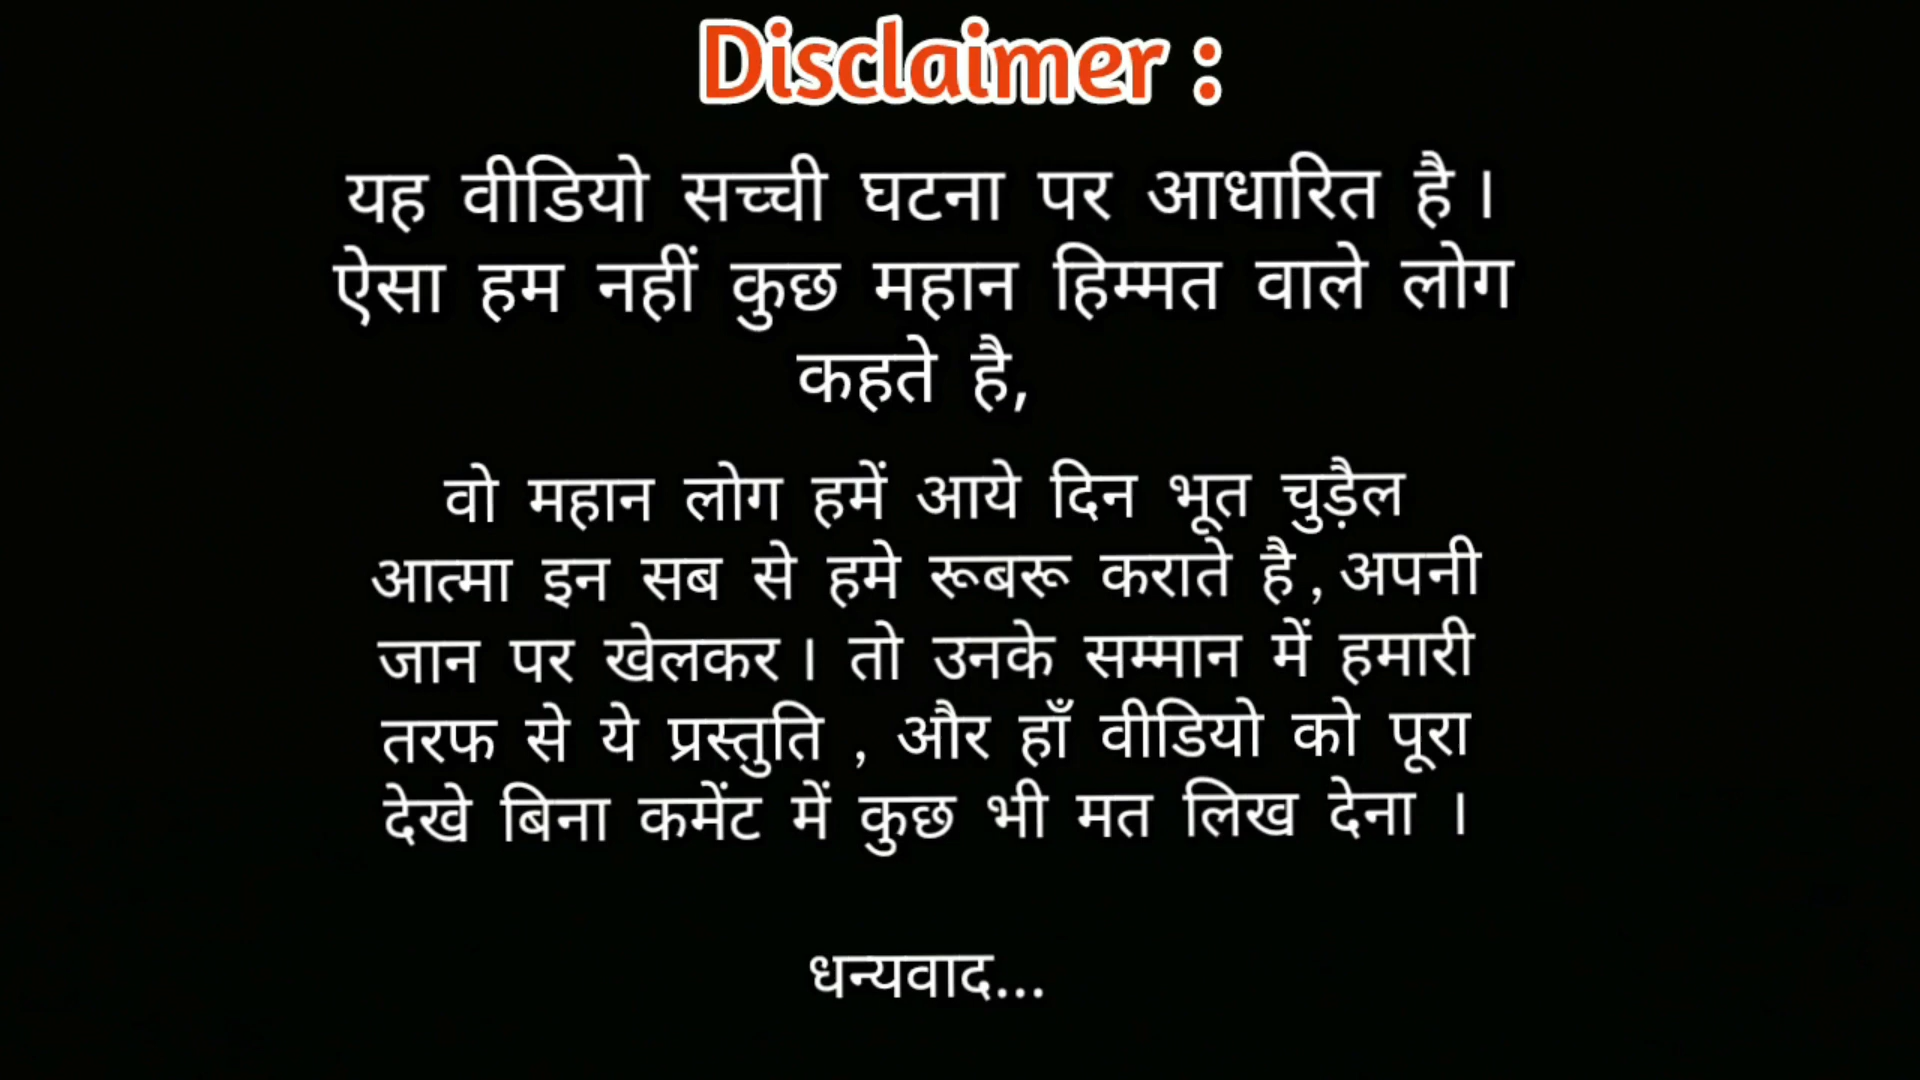 Disclaimer :
यह वीडियो सच्ची घटना पर आधारित है ।
ऐसा हम नहीं कुछ महान हिम्मत वाले लोग
कहते है,
वो महान लोग हमें आये दिन भूत चुड़ैल
आत्मा इन सब से हमे रूबरू कराते है , अपनी
जान पर खेलकर । तो उनके सम्मान में हमारी
तरफ से ये प्रस्तुति , और हाँ वीडियो को पूरा
देखे बिना कमेंट में कुछ भी मत लिख देना ।
धन्यवाद...